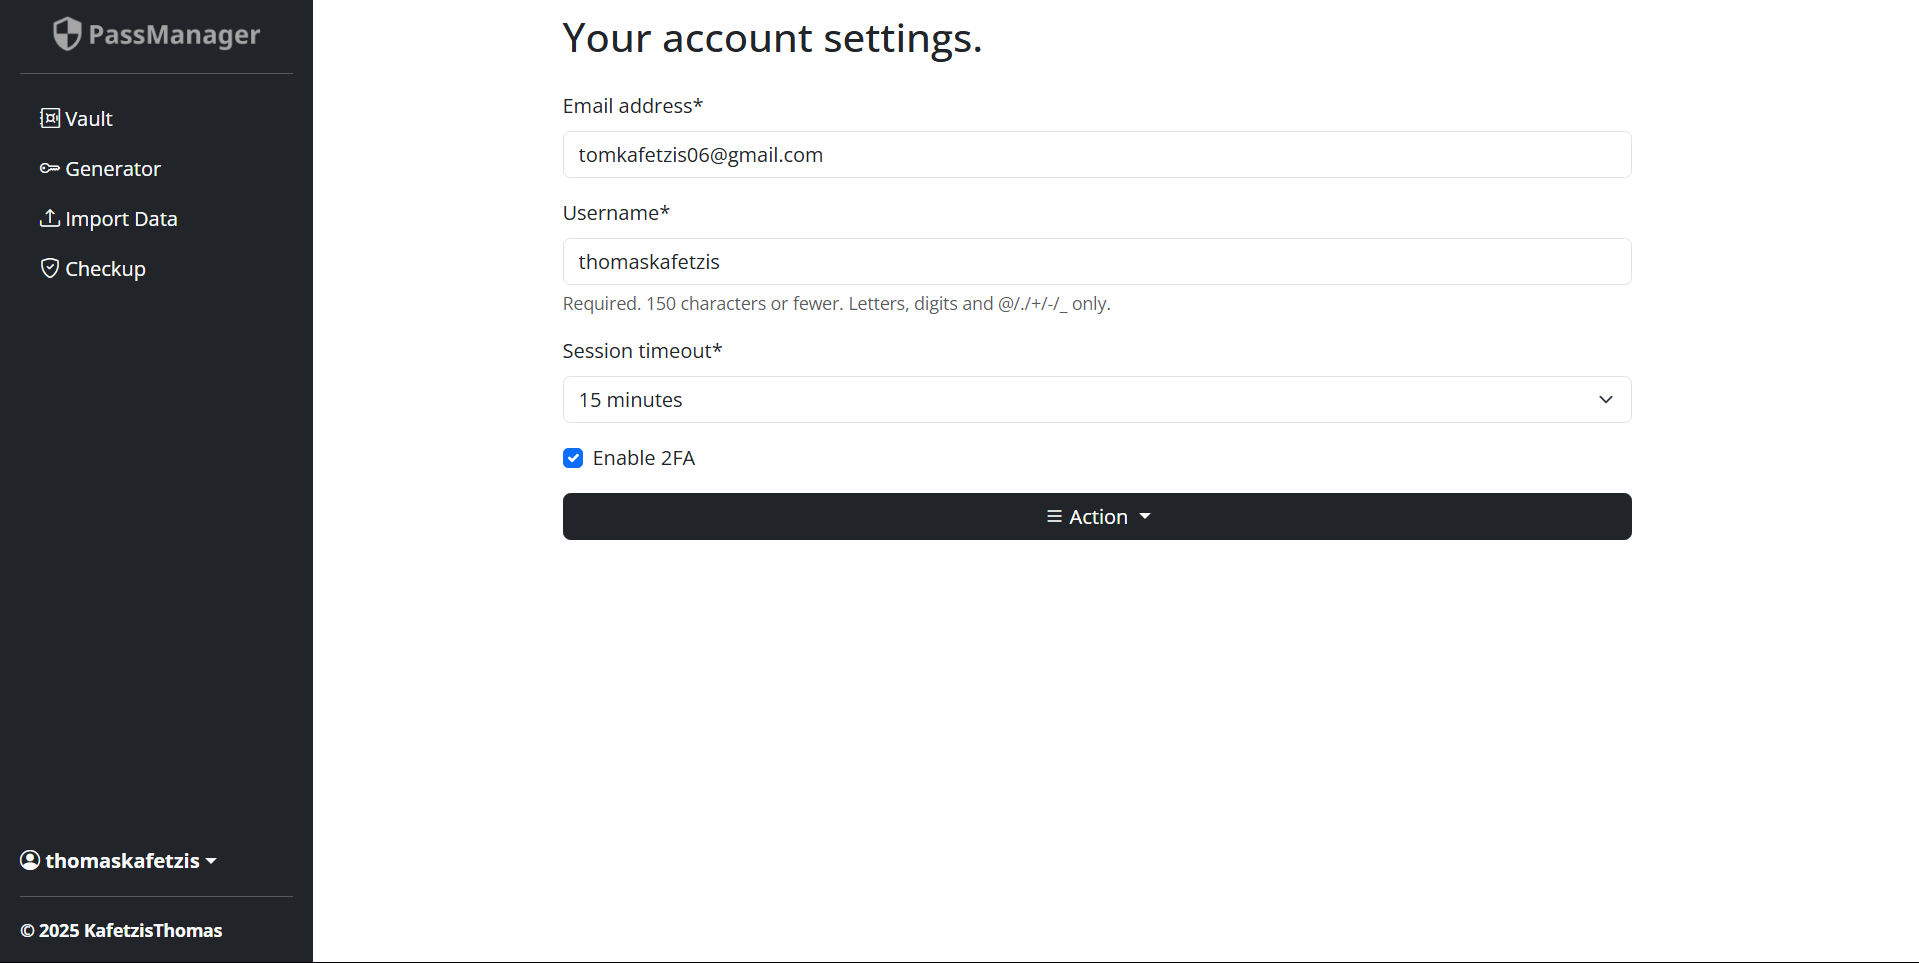 PassManager
Vault
Generator
Import Data
Checkup
thomaskafetzis
© 2025 KafetzisThomas
Your account settings.
Email address*
tomkafetzis06@gmail.com
Username*
thomaskafetzis
Required. 150 characters or fewer. Letters, digits and @/./+/-/_ only.
Session timeout*
15 minutes
Enable 2FA
Action